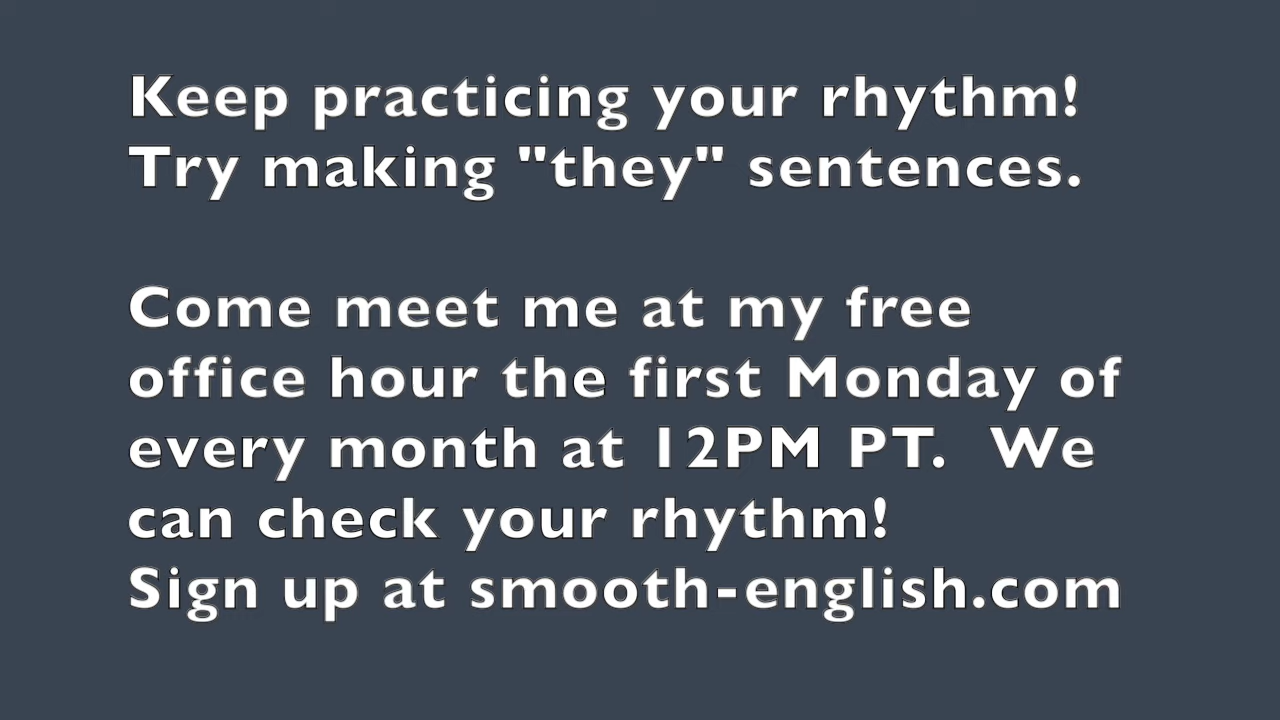 Keep practicing your rhythm!
Try making "they" sentences.
Come meet me at my free
office hour the first Monday of
every month at 12PM PT.  We
can check your rhythm!
Sign up at smooth-english.com